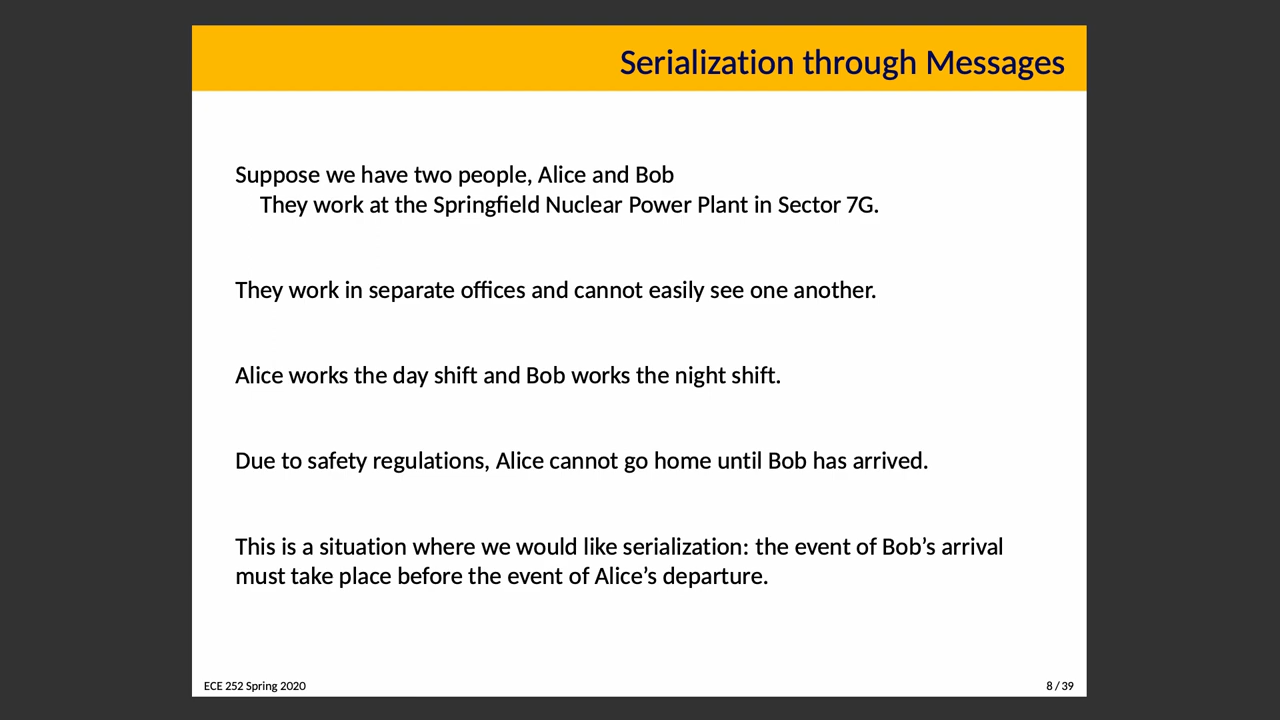 Serialization through Messages
Suppose we have two people, Alice and Bob
They work at the Springfield Nuclear Power Plant in Sector 7G.
They work in separate offices and cannot easily see one another.
Alice works the day shift and Bob works the night shift.
Due to safety regulations, Alice cannot go home until Bob has arrived.
This is a situation where we would like serialization: the event of Bob’s arrival
must take place before the event of Alice’s departure.
ECE 252 Spring 2020
8 / 39